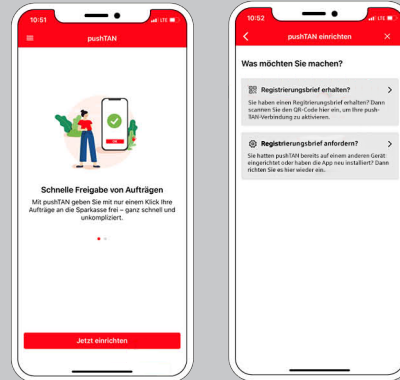 10:51
LTE
pushTAN
OK
Schnelle Freigabe von Aufträgen
Mit pushTAN geben Sie mit nur einem Klick Ihre
Aufträge an die Sparkasse frei – ganz schnell und
unkompliziert.
Jetzt einrichten
10:52
LTE
pushTAN einrichten
Was möchten Sie machen?
Registrierungsbrief erhalten?
Sie haben einen Registrierungsbrief erhalten? Dann
scannen Sie den QR-Code hier ein, um Ihre push-
TAN-Verbindung zu aktivieren.
Registrierungsbrief anfordern?
Sie hatten pushTAN bereits auf einem anderen Gerät
eingerichtet oder haben die App neu installiert? Dann
richten Sie es hier wieder ein.